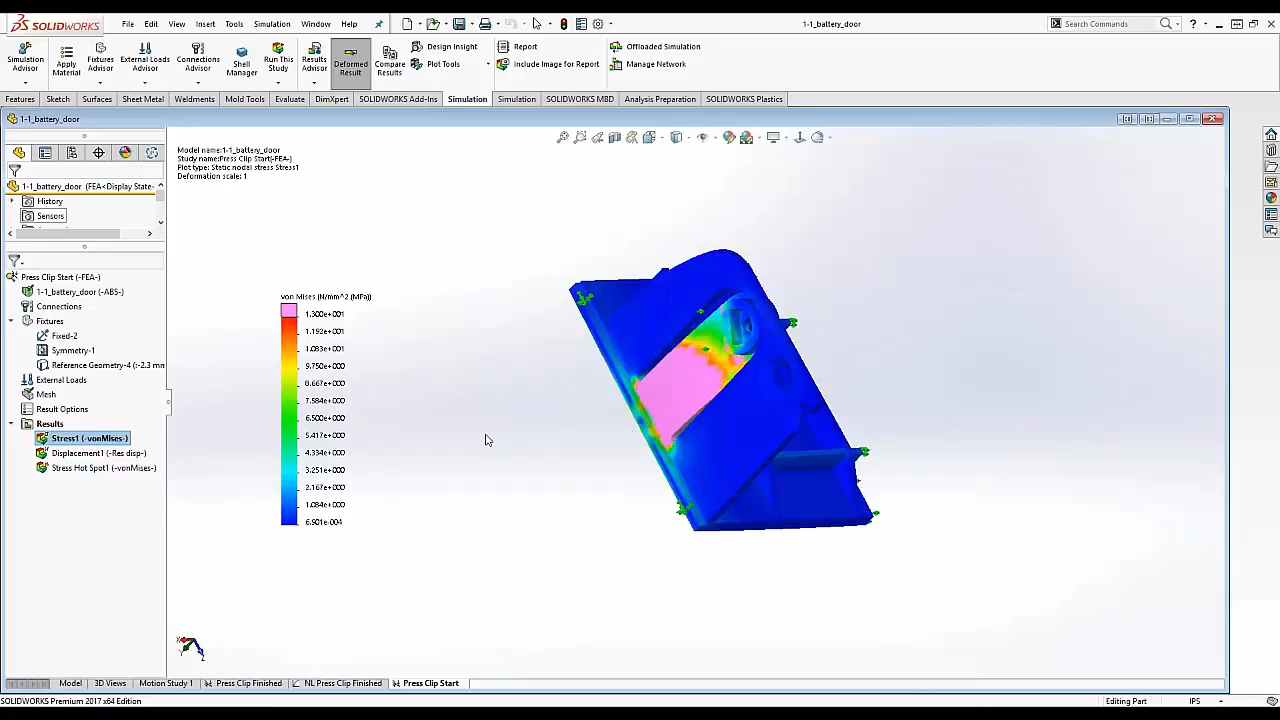 SOLIDWORKS
File Edit View Insert Tools Simulation Window Help
1-1_battery_door
Search Commands
Simulation Advisor
Apply Material
Fixtures Advisor
External Loads Advisor
Connections Advisor
Shell Manager
Run This Study
Results Advisor
Deformed Result
Compare Results
Design Insight
Plot Tools
Report
Include Image for Report
Offloaded Simulation
Manage Network
Features Sketch Surfaces Sheet Metal Weldments Mold Tools Evaluate DimXpert SOLIDWORKS Add-Ins Simulation Simulation SOLIDWORKS MBD Analysis Preparation SOLIDWORKS Plastics
1-1_battery_door
Model name:1-1_battery_door
Study name:Press Clip Start(-FEA-)
Plot type: Static nodal stress Stress1
Deformation scale: 1
1-1_battery_door (FEA<Display State-
History
Sensors
Press Clip Start (-FEA-)
1-1_battery_door (-ABS-)
Connections
Fixtures
Fixed-2
Symmetry-1
Reference Geometry-4 (:-2.3 mm
External Loads
Mesh
Result Options
Results
Stress1 (-vonMises-)
Displacement1 (-Res disp-)
Stress Hot Spot1 (-vonMises-)
von Mises (N/mm^2 (MPa))
1.300e+001
1.192e+001
1.083e+001
9.750e+000
8.667e+000
7.584e+000
6.500e+000
5.417e+000
4.334e+000
3.251e+000
2.167e+000
1.084e+000
6.901e-004
X Y Z
Model 3D Views Motion Study 1 Press Clip Finished NL Press Clip Finished Press Clip Start
SOLIDWORKS Premium 2017 x64 Edition
Editing Part
IPS